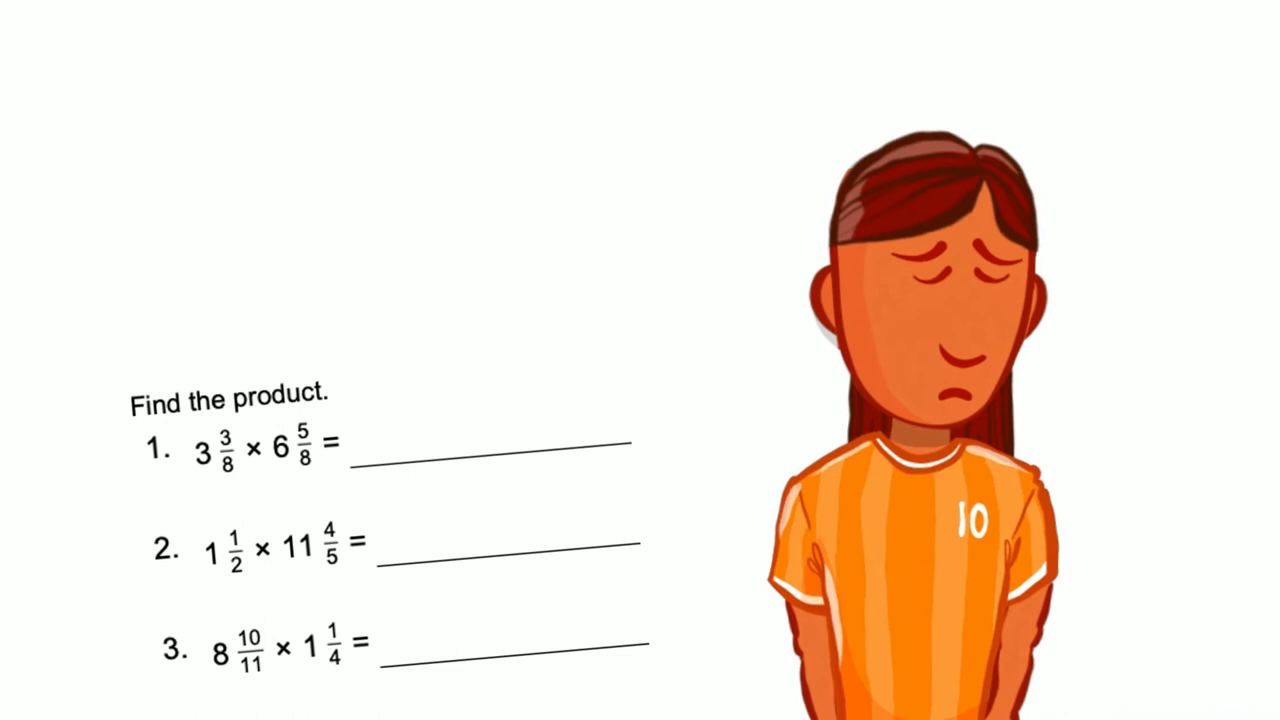 Find the product.
1. 3 3/8 × 6 5/8 =
2. 1 1/2 × 11 4/5 =
3. 8 10/11 × 1 1/4 =
10